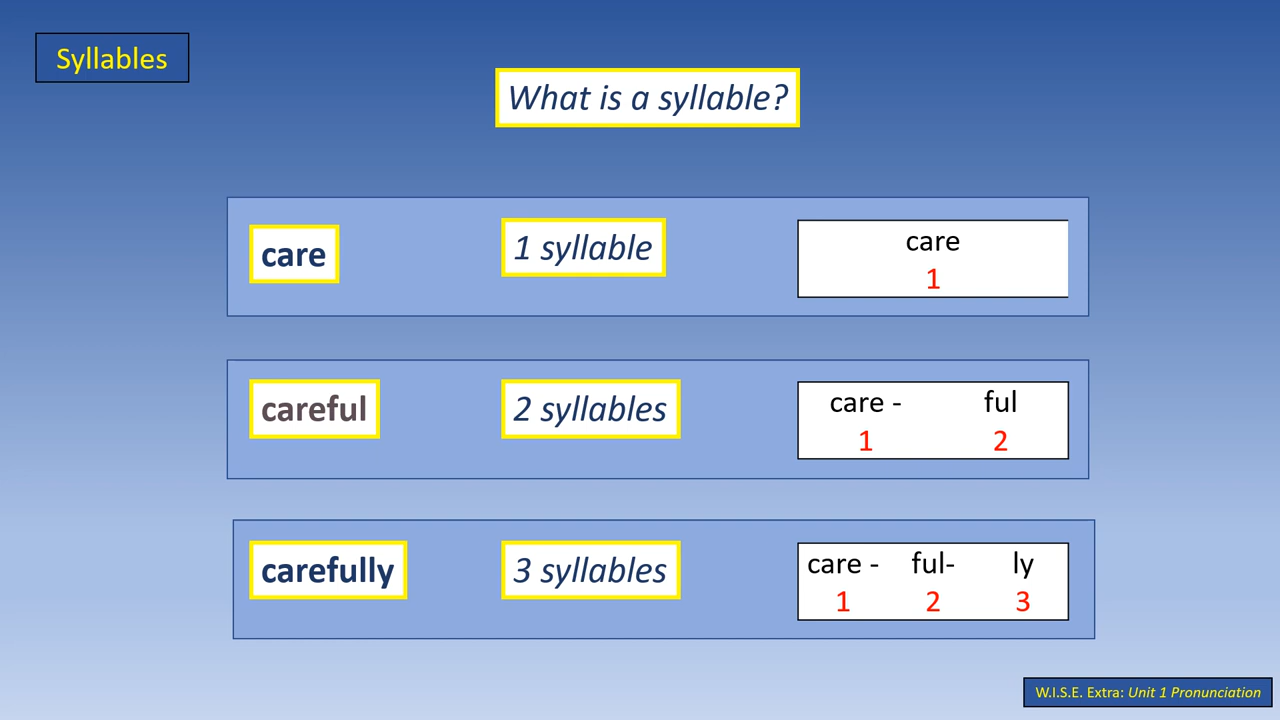 Syllables
What is a syllable?
care
1 syllable
care
1
careful
2 syllables
care - ful
1 2
carefully
3 syllables
care - ful- ly
1 2 3
W.I.S.E. Extra: Unit 1 Pronunciation